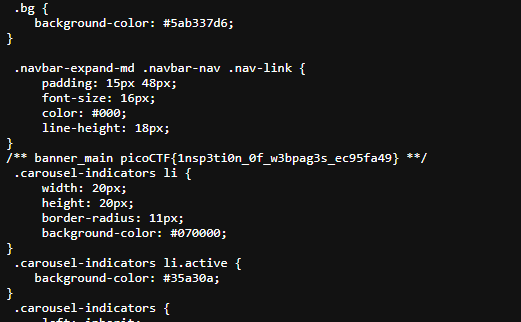 .bg {
background-color: #5ab337d6;
}
.navbar-expand-md .navbar-nav .nav-link {
padding: 15px 48px;
font-size: 16px;
color: #000;
line-height: 18px;
}
/** banner_main picoCTF{1nsp3ti0n_0f_w3bpag3s_ec95fa49} **/
.carousel-indicators li {
width: 20px;
height: 20px;
border-radius: 11px;
background-color: #070000;
}
.carousel-indicators li.active {
background-color: #35a30a;
}
.carousel-indicators {
left: inherit;